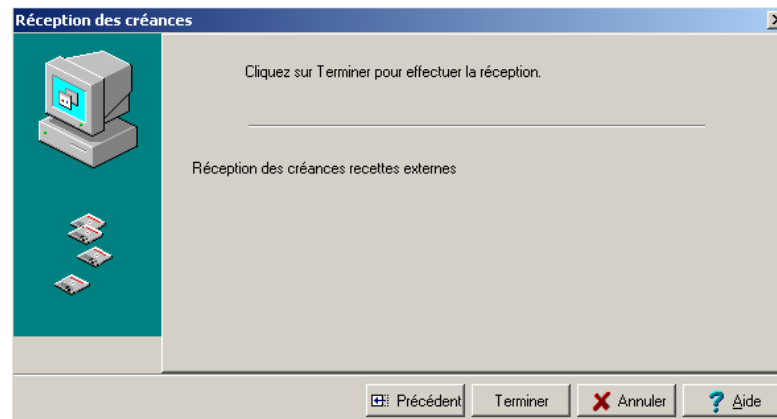 Réception des créances
Cliquez sur Terminer pour effectuer la réception.
Réception des créances recettes externes
Précédent
Terminer
Annuler
Aide